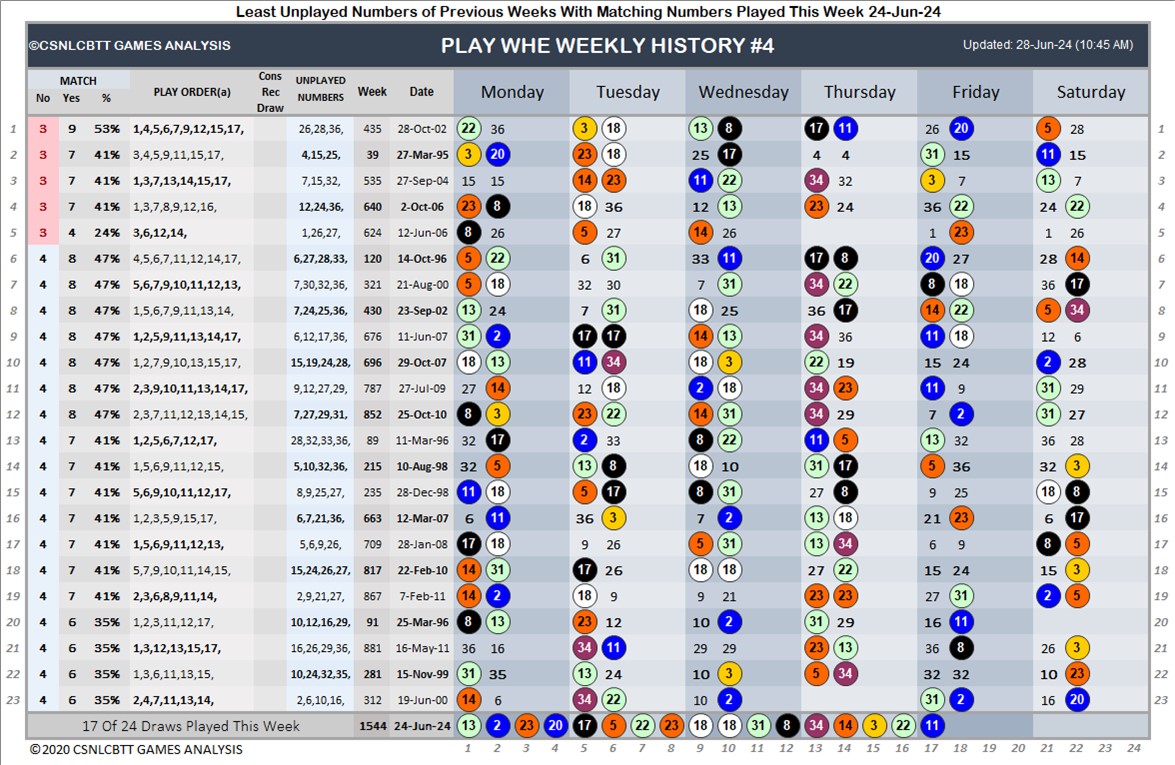 Least Unplayed Numbers of Previous Weeks With Matching Numbers Played This Week 24-Jun-24
©CSNLCBTT GAMES ANALYSIS PLAY WHE WEEKLY HISTORY #4 Updated: 28-Jun-24 (10:45 AM)
MATCH No Yes % PLAY ORDER(a) Cons Rec Draw UNPLAYED NUMBERS Week Date Monday Tuesday Wednesday Thursday Friday Saturday
1 3 9 53% 1,4,5,6,7,9,12,15,17, 26,28,36, 435 28-Oct-02 22 36 3 18 13 8 17 11 26 20 5 28 1
2 3 7 41% 3,4,5,9,11,15,17, 4,15,25, 39 27-Mar-95 3 20 23 18 25 17 4 4 31 15 11 15 2
3 3 7 41% 1,3,7,13,14,15,17, 7,15,32, 535 27-Sep-04 15 15 14 23 11 22 34 32 3 7 13 7 3
4 3 7 41% 1,3,7,8,9,12,16, 12,24,36, 640 2-Oct-06 23 8 18 36 12 13 23 24 36 22 24 22 4
5 3 4 24% 3,6,12,14, 1,26,27, 624 12-Jun-06 8 26 5 27 14 26 1 23 1 26 5
6 4 8 47% 4,5,6,7,11,12,14,17, 6,27,28,33, 120 14-Oct-96 5 22 6 31 33 11 17 8 20 27 28 14 6
7 4 8 47% 5,6,7,9,10,11,12,13, 7,30,32,36, 321 21-Aug-00 5 18 32 30 7 31 34 22 8 18 36 17 7
8 4 8 47% 1,5,6,7,9,11,13,14, 7,24,25,36, 430 23-Sep-02 13 24 7 31 18 25 36 17 14 22 5 34 8
9 4 8 47% 1,2,5,9,11,13,14,17, 6,12,17,36, 676 11-Jun-07 31 2 17 17 14 13 34 36 11 18 12 6 9
10 4 8 47% 1,2,7,9,10,13,15,17, 15,19,24,28, 696 29-Oct-07 18 13 11 34 18 3 22 19 15 24 2 28 10
11 4 8 47% 2,3,9,10,11,13,14,17, 9,12,27,29, 787 27-Jul-09 27 14 12 18 2 18 34 23 11 9 31 29 11
12 4 8 47% 2,3,7,11,12,13,14,15, 7,27,29,31, 852 25-Oct-10 8 3 23 22 14 31 34 29 7 2 31 27 12
13 4 7 41% 1,2,5,6,7,12,17, 28,32,33,36, 89 11-Mar-96 32 17 2 33 8 22 11 5 13 32 36 28 13
14 4 7 41% 1,5,6,9,11,12,15, 5,10,32,36, 215 10-Aug-98 32 5 13 8 18 10 31 17 5 36 32 3 14
15 4 7 41% 5,6,9,10,11,12,17, 8,9,25,27, 235 28-Dec-98 11 18 5 17 8 31 27 8 9 25 18 8 15
16 4 7 41% 1,2,3,5,9,15,17, 6,7,21,36, 663 12-Mar-07 6 11 36 3 7 2 13 18 21 23 6 17 16
17 4 7 41% 1,5,6,9,11,12,13, 5,6,9,26, 709 28-Jan-08 17 18 9 26 5 31 13 34 6 9 8 5 17
18 4 7 41% 5,7,9,10,11,14,15, 15,24,26,27, 817 22-Feb-10 14 31 17 26 18 18 27 22 15 24 15 3 18
19 4 7 41% 2,3,6,8,9,11,14, 2,9,21,27, 867 7-Feb-11 14 2 18 9 9 21 23 23 27 31 2 5 19
20 4 6 35% 1,2,3,11,12,17, 10,12,16,29, 91 25-Mar-96 8 13 23 12 10 2 31 29 16 11 20
21 4 6 35% 1,3,12,13,15,17, 16,26,29,36, 881 16-May-11 36 16 34 11 29 29 23 13 36 8 26 3 21
22 4 6 35% 1,3,6,11,13,15, 10,24,32,35, 281 15-Nov-99 31 35 13 24 10 3 5 34 32 32 10 23 22
23 4 6 35% 2,4,7,11,13,14, 2,6,10,16, 312 19-Jun-00 14 6 34 22 10 2 31 2 16 20 23
17 Of 24 Draws Played This Week 1544 24-Jun-24 13 2 23 20 17 5 22 23 18 18 31 8 34 14 3 22 11
© 2020 CSNLCBTT GAMES ANALYSIS 1 2 3 4 5 6 7 8 9 10 11 12 13 14 15 16 17 18 19 20 21 22 23 24